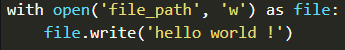 with open('file_path', 'w') as file:
    file.write('hello world !')